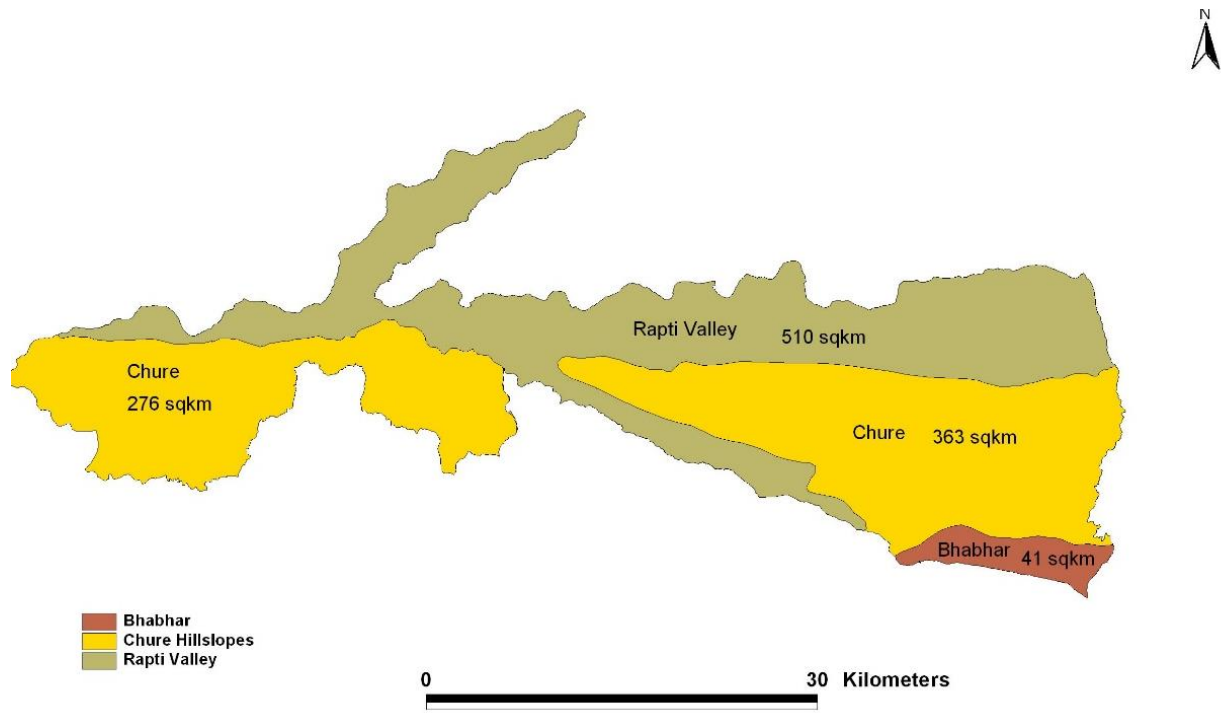 N
Rapti Valley 510 sqkm
Chure
276 sqkm
Chure 363 sqkm
Bhabhar 41 sqkm
Bhabhar
Chure Hillslopes
Rapti Valley
0 30 Kilometers